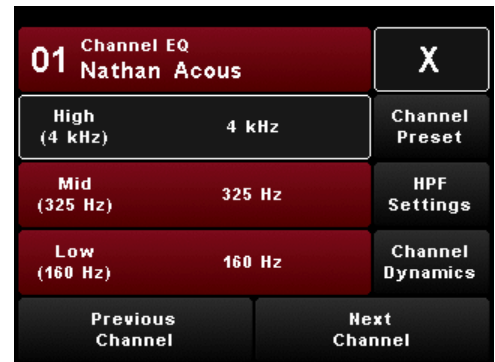 01 Channel EQ
Nathan Acous
X
High
(4 kHz)
4 kHz
Channel
Preset
Mid
(325 Hz)
325 Hz
HPF
Settings
Low
(160 Hz)
160 Hz
Channel
Dynamics
Previous
Channel
Next
Channel